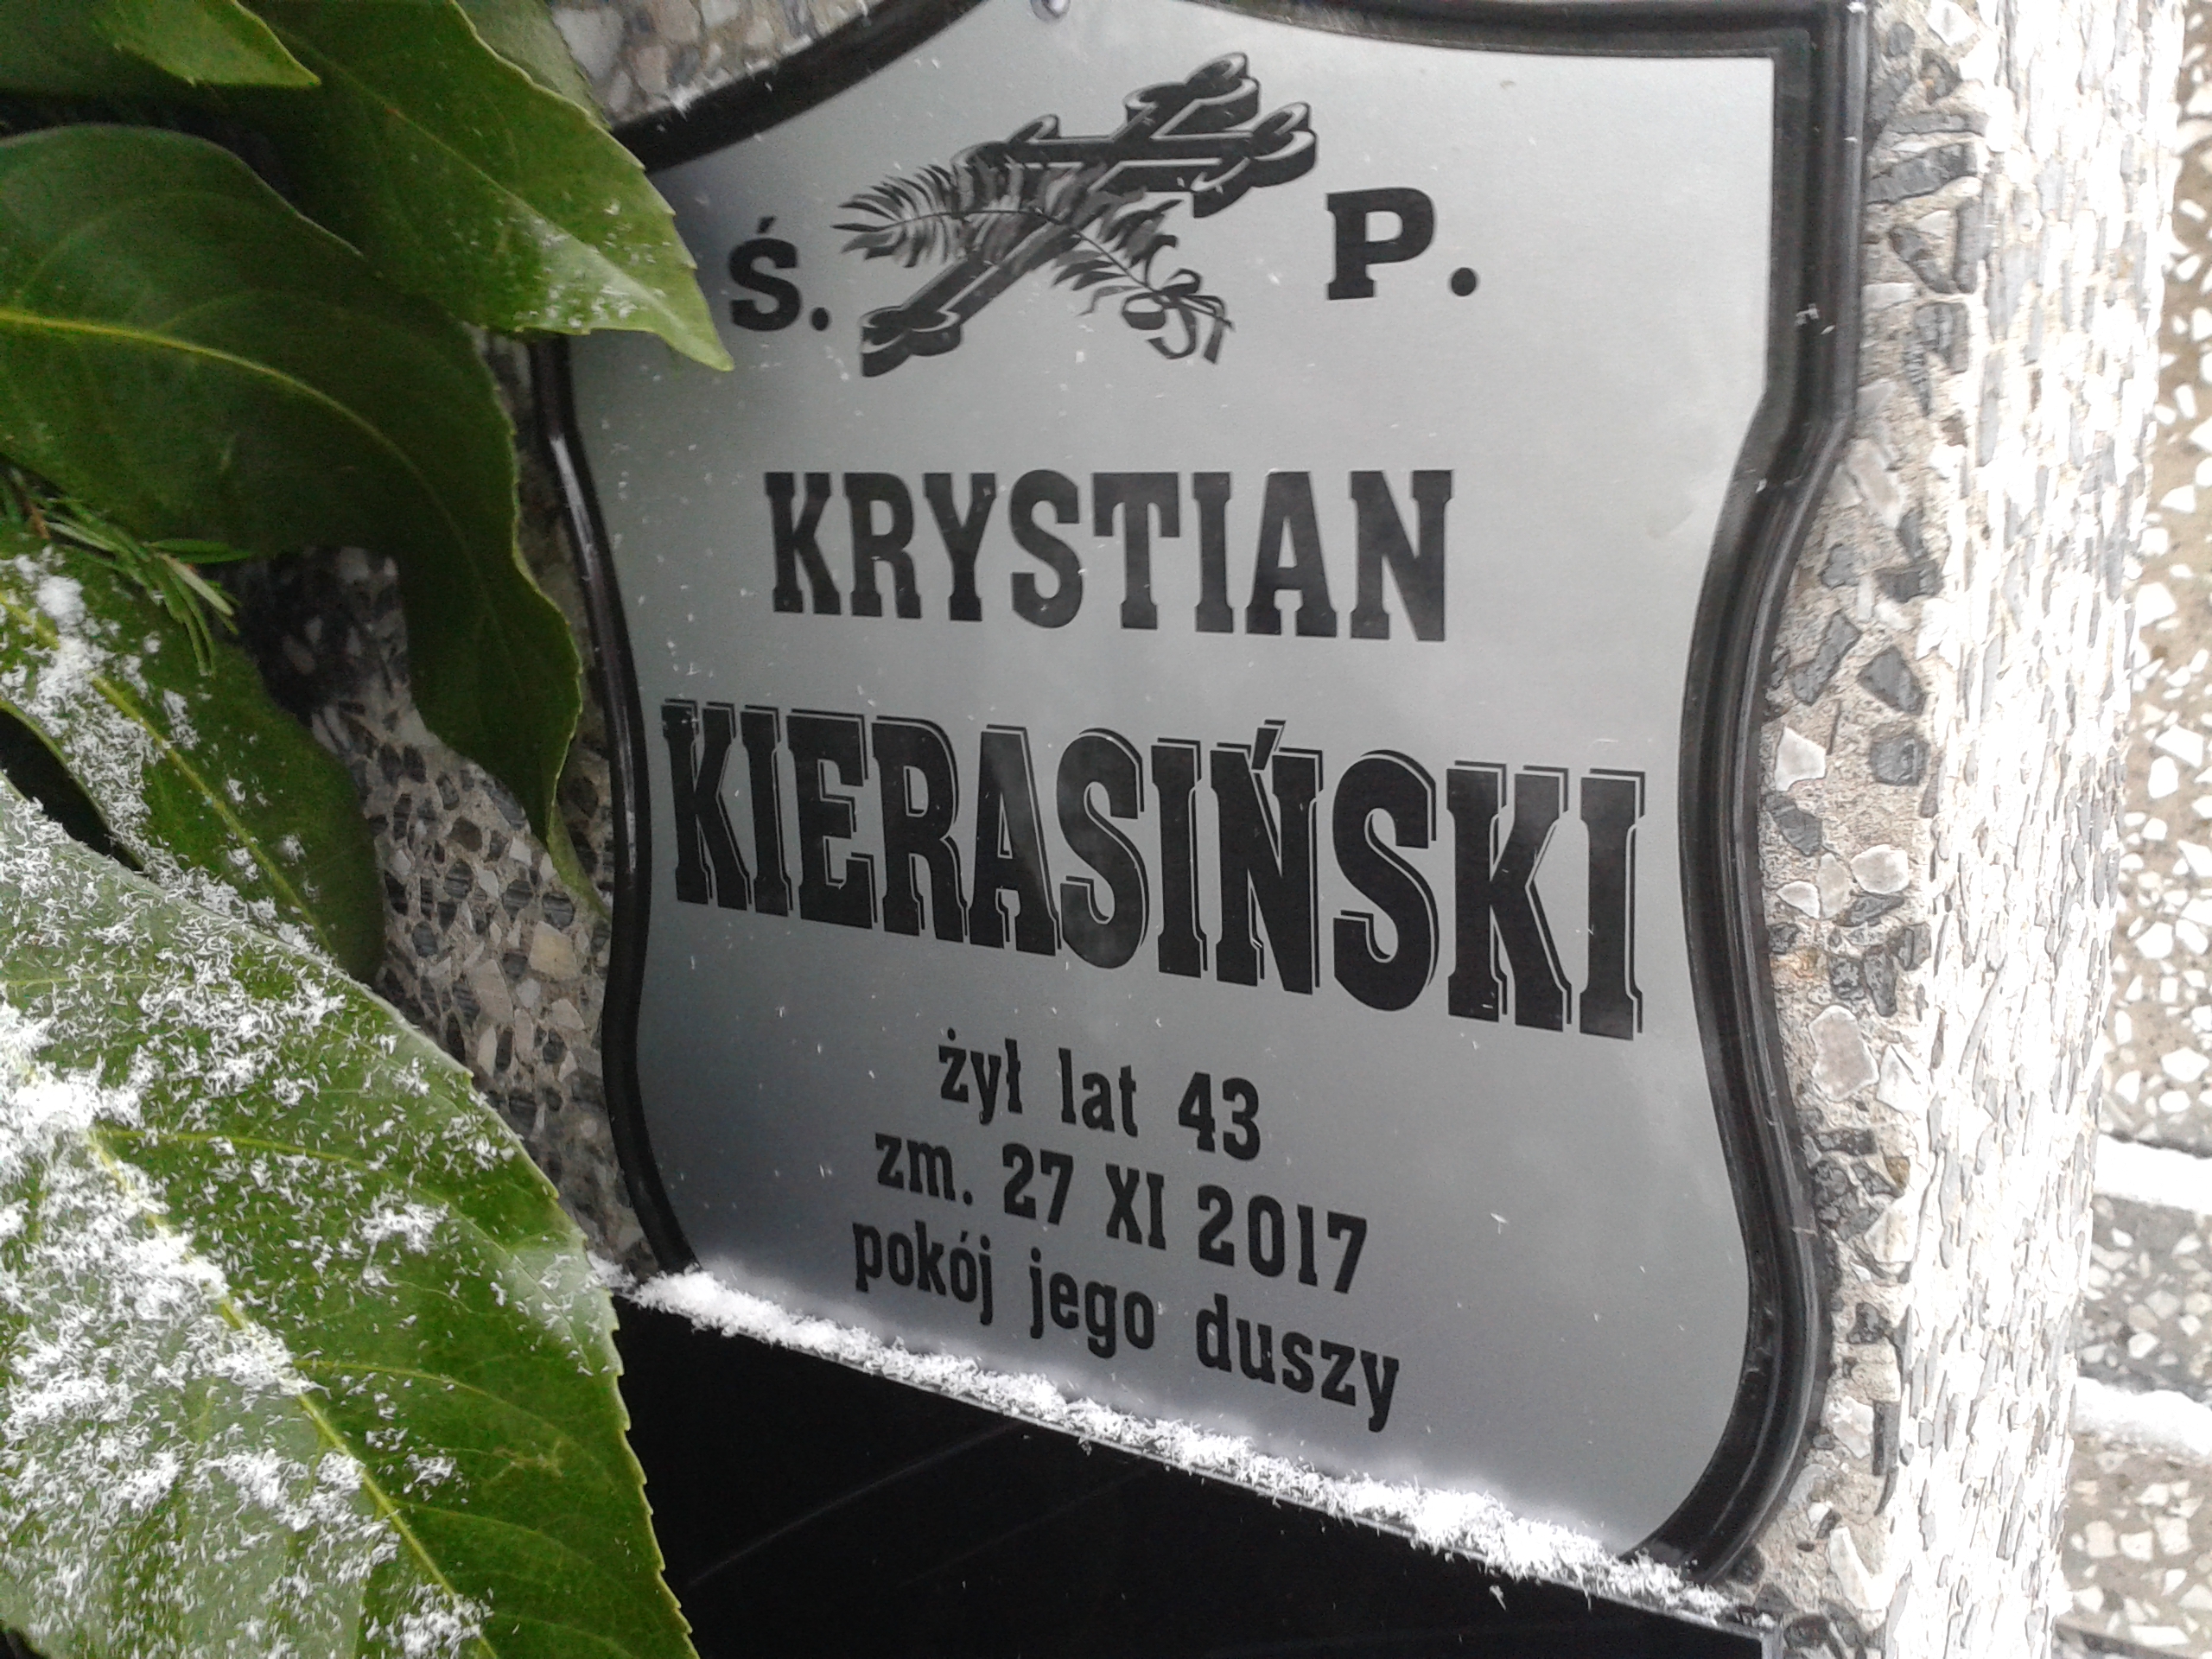 Ś. P.
KRYSTIAN
KIERASIŃSKI
żył lat 43
zm. 27 XI 2017
pokój jego duszy